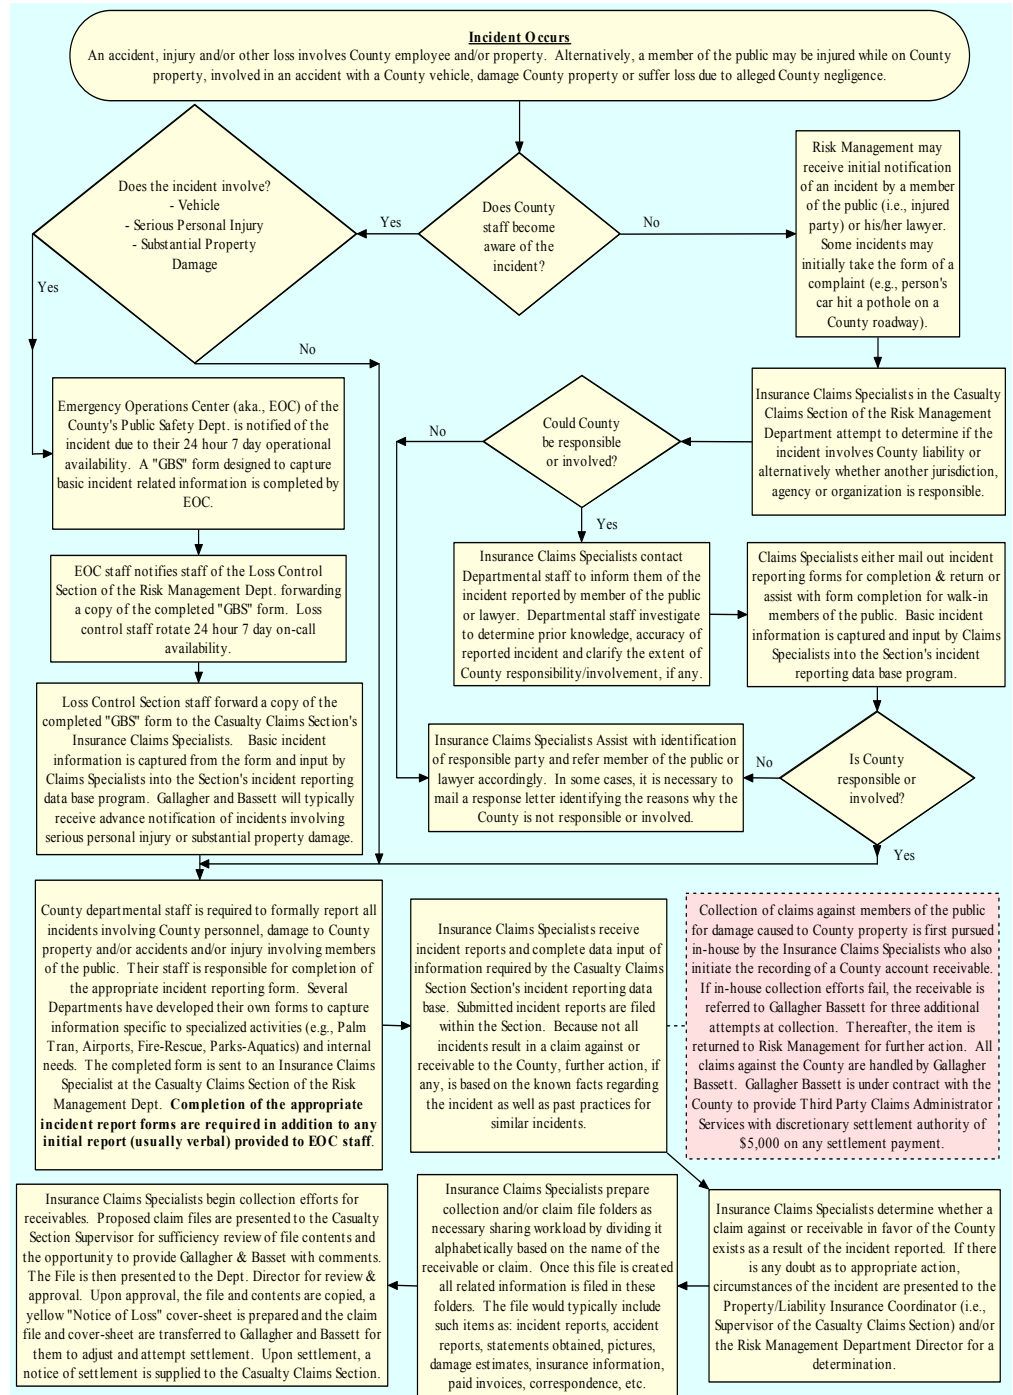 Incident Occurs
An accident, injury and/or other loss involves County employee and/or property. Alternatively, a member of the public may be injured while on County
property, involved in an accident with a County vehicle, damage County property or suffer loss due to alleged County negligence.
Does the incident involve?
- Vehicle
- Serious Personal Injury
- Substantial Property
Damage
Yes
Does County
staff become
aware of the
incident?
No
Risk Management may
receive initial notification
of an incident by a member
of the public (i.e., injured
party) or his/her lawyer.
Some incidents may
initially take the form of a
complaint (e.g., person's
car hit a pothole on a
County roadway).
Yes
No
Emergency Operations Center (aka., EOC) of the
County's Public Safety Dept. is notified of the
incident due to their 24 hour 7 day operational
availability. A "GBS" form designed to capture
basic incident related information is completed by
EOC.
No
Could County
be responsible
or involved?
Insurance Claims Specialists in the Casualty
Claims Section of the Risk Management
Department attempt to determine if the
incident involves County liability or
alternatively whether another jurisdiction,
agency or organization is responsible.
Yes
EOC staff notifies staff of the Loss Control
Section of the Risk Management Dept. forwarding
a copy of the completed "GBS" form. Loss
control staff rotate 24 hour 7 day on-call
availability.
Insurance Claims Specialists contact
Departmental staff to inform them of the
incident reported by member of the public
or lawyer. Departmental staff investigate
to determine prior knowledge, accuracy of
reported incident and clarify the extent of
County responsibility/involvement, if any.
Claims Specialists either mail out incident
reporting forms for completion & return or
assist with form completion for walk-in
members of the public. Basic incident
information is captured and input by Claims
Specialists into the Section's incident
reporting data base program.
Loss Control Section staff forward a copy of the
completed "GBS" form to the Casualty Claims Section's
Insurance Claims Specialists. Basic incident
information is captured from the form and input by
Claims Specialists into the Section's incident reporting
data base program. Gallagher and Bassett will typically
receive advance notification of incidents involving
serious personal injury or substantial property damage.
Insurance Claims Specialists Assist with identification
of responsible party and refer member of the public or
lawyer accordingly. In some cases, it is necessary to
mail a response letter identifying the reasons why the
County is not responsible or involved.
No
Is County
responsible or
involved?
Yes
County departmental staff is required to formally report all
incidents involving County personnel, damage to County
property and/or accidents and/or injury involving members
of the public. Their staff is responsible for completion of
the appropriate incident reporting form. Several
Departments have developed their own forms to capture
information specific to specialized activities (e.g., Palm
Tran, Airports, Fire-Rescue, Parks-Aquatics) and internal
needs. The completed form is sent to an Insurance Claims
Specialist at the Casualty Claims Section of the Risk
Management Dept. Completion of the appropriate
incident report forms are required in addition to any
initial report (usually verbal) provided to EOC staff.
Insurance Claims Specialists receive
incident reports and complete data input of
information required by the Casualty Claims
Section Section's incident reporting data
base. Submitted incident reports are filed
within the Section. Because not all
incidents result in a claim against or
receivable to the County, further action, if
any, is based on the known facts regarding
the incident as well as past practices for
similar incidents.
Collection of claims against members of the public
for damage caused to County property is first pursued
in-house by the Insurance Claims Specialists who also
initiate the recording of a County account receivable.
If in-house collection efforts fail, the receivable is
referred to Gallagher Bassett for three additional
attempts at collection. Thereafter, the item is
returned to Risk Management for further action. All
claims against the County are handled by Gallagher
Bassett. Gallagher Bassett is under contract with the
County to provide Third Party Claims Administrator
Services with discretionary settlement authority of
$5,000 on any settlement payment.
Insurance Claims Specialists begin collection efforts for
receivables. Proposed claim files are presented to the Casualty
Section Supervisor for sufficiency review of file contents and
the opportunity to provide Gallagher & Basset with comments.
The File is then presented to the Dept. Director for review &
approval. Upon approval, the file and contents are copied, a
yellow "Notice of Loss" cover-sheet is prepared and the claim
file and cover-sheet are transferred to Gallagher and Bassett for
them to adjust and attempt settlement. Upon settlement, a
notice of settlement is supplied to the Casualty Claims Section.
Insurance Claims Specialists prepare
collection and/or claim file folders as
necessary sharing workload by dividing it
alphabetically based on the name of the
receivable or claim. Once this file is created
all related information is filed in these
folders. The file would typically include
such items as: incident reports, accident
reports, statements obtained, pictures,
damage estimates, insurance information,
paid invoices, correspondence, etc.
Insurance Claims Specialists determine whether a
claim against or receivable in favor of the County
exists as a result of the incident reported. If there
is any doubt as to appropriate action,
circumstances of the incident are presented to the
Property/Liability Insurance Coordinator (i.e.,
Supervisor of the Casualty Claims Section) and/or
the Risk Management Department Director for a
determination.